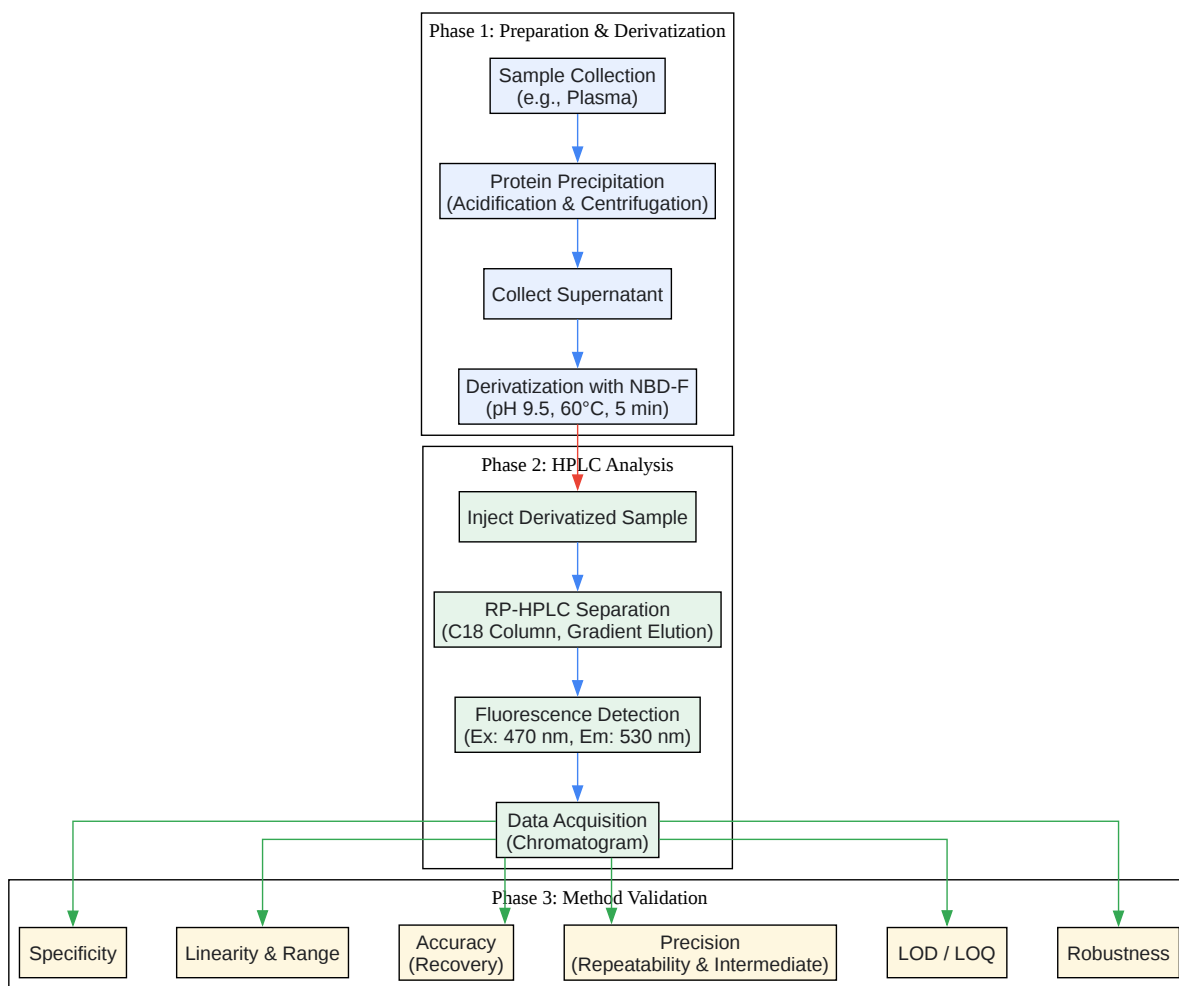 Phase 1: Preparation & Derivatization
Sample Collection
(e.g., Plasma)
Protein Precipitation
(Acidification & Centrifugation)
Collect Supernatant
Derivatization with NBD-F
(pH 9.5, 60°C, 5 min)
Phase 2: HPLC Analysis
Inject Derivatized Sample
RP-HPLC Separation
(C18 Column, Gradient Elution)
Fluorescence Detection
(Ex: 470 nm, Em: 530 nm)
Data Acquisition
(Chromatogram)
Phase 3: Method Validation
Specificity
Linearity & Range
Accuracy
(Recovery)
Precision
(Repeatability & Intermediate)
LOD / LOQ
Robustness